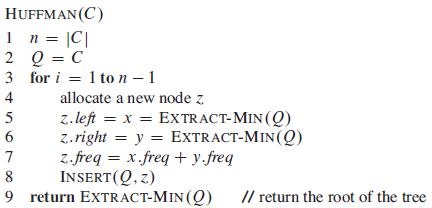 HUFFMAN(C)
1 n = |C|
2 Q = C
3 for i = 1 to n − 1
4 allocate a new node z
5 z.left = x = EXTRACT-MIN(Q)
6 z.right = y = EXTRACT-MIN(Q)
7 z.freq = x.freq + y.freq
8 INSERT(Q, z)
9 return EXTRACT-MIN(Q) // return the root of the tree